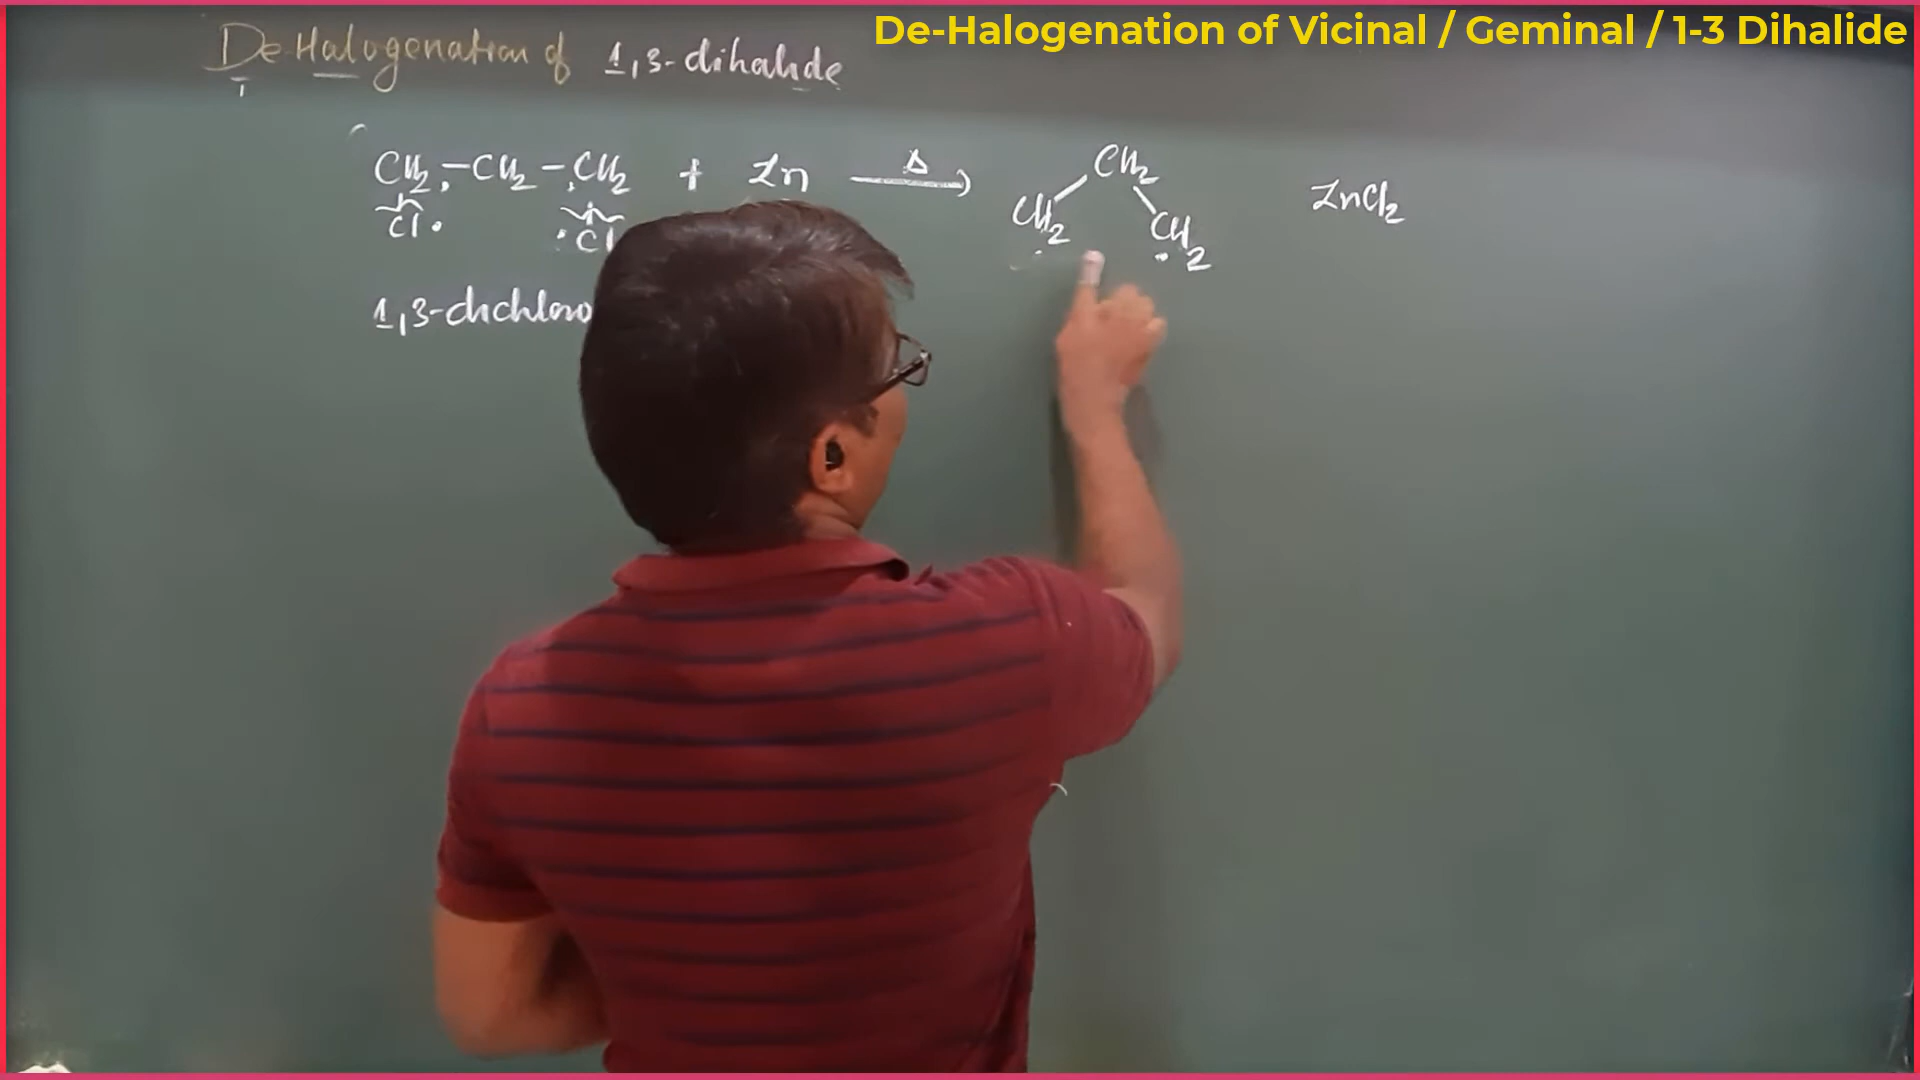 De-Halogenation of Vicinal / Geminal / 1-3 Dihalide
De-Halogenation of 1,3-dihalide
CH2-CH2-CH2 + Zn Δ→ CH2 ZnCl2
Cl. .Cl CH2 CH2
1,3-dichloro